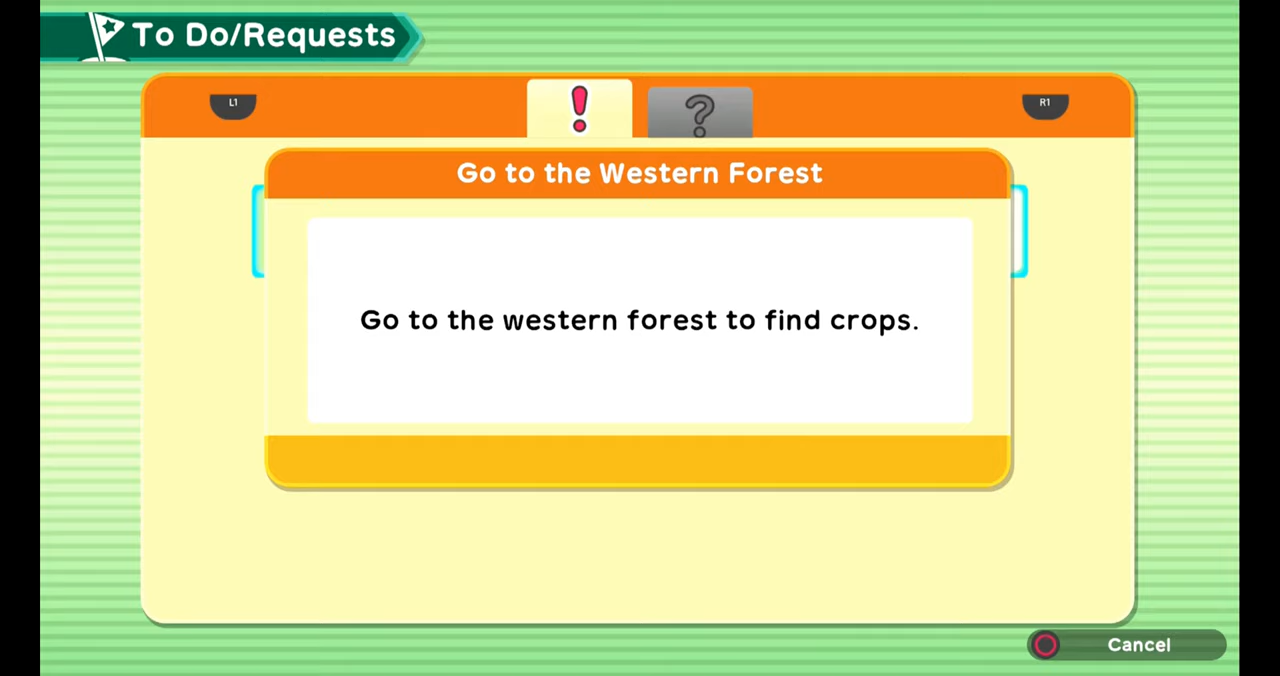 To Do/Requests
L1
R1
Go to the Western Forest
Go to the western forest to find crops.
Cancel